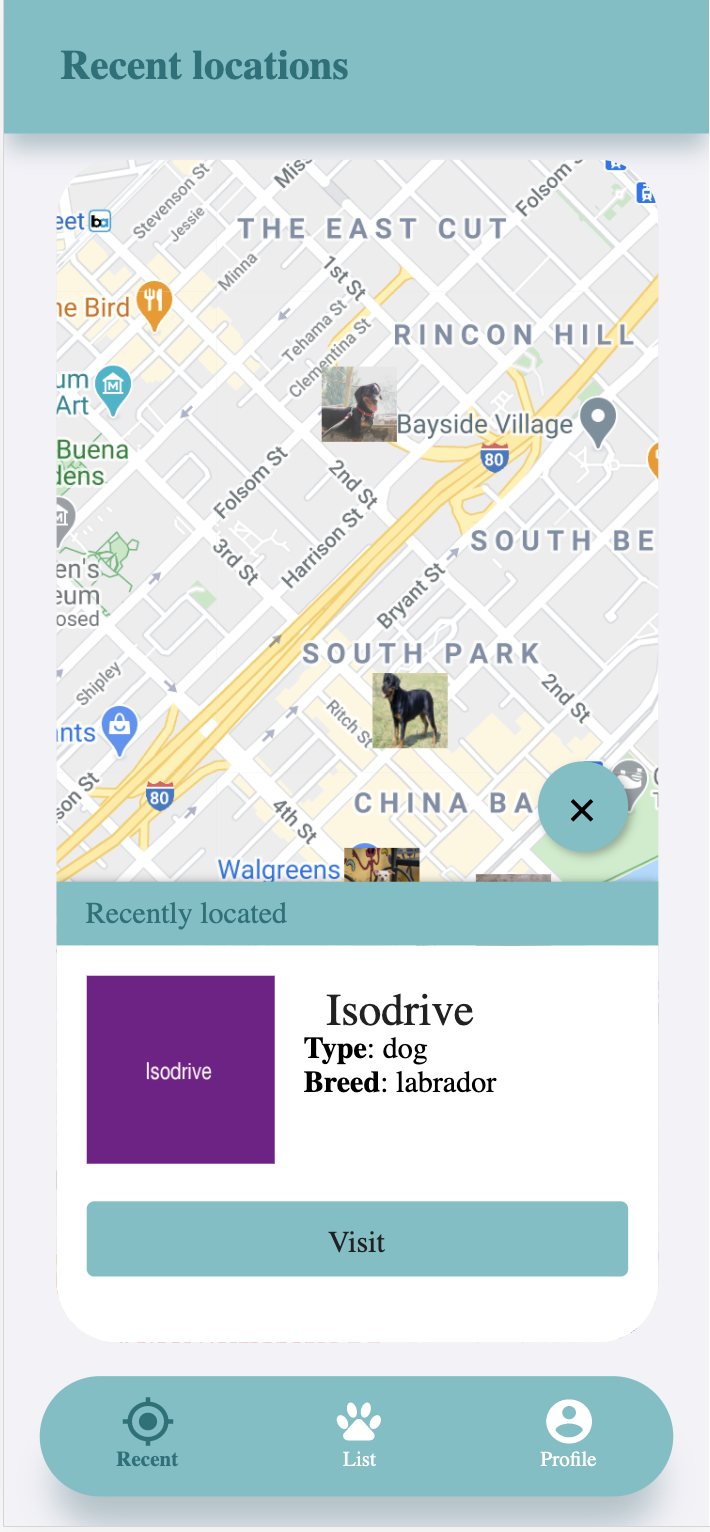 Recent locations
Miss
Folsom S
Stevenson St
eet
Jessie
THE EAST CUT
Minna
1st St
ne Bird
Tehama St
RINCON HILL
Clementina St
um
Art
Bayside Village
Buena
dens
80
Folsom St
2nd St
Harrison St
3rd St
SOUTH BE
en's
eum
osed
Bryant St
SOUTH PARK
Shipley
2nd St
Ritch St
nts
80
son St
4th St
CHINA BA
Walgreens
Recently located
Isodrive
Isodrive
Type: dog
Breed: labrador
Visit
Recent
List
Profile